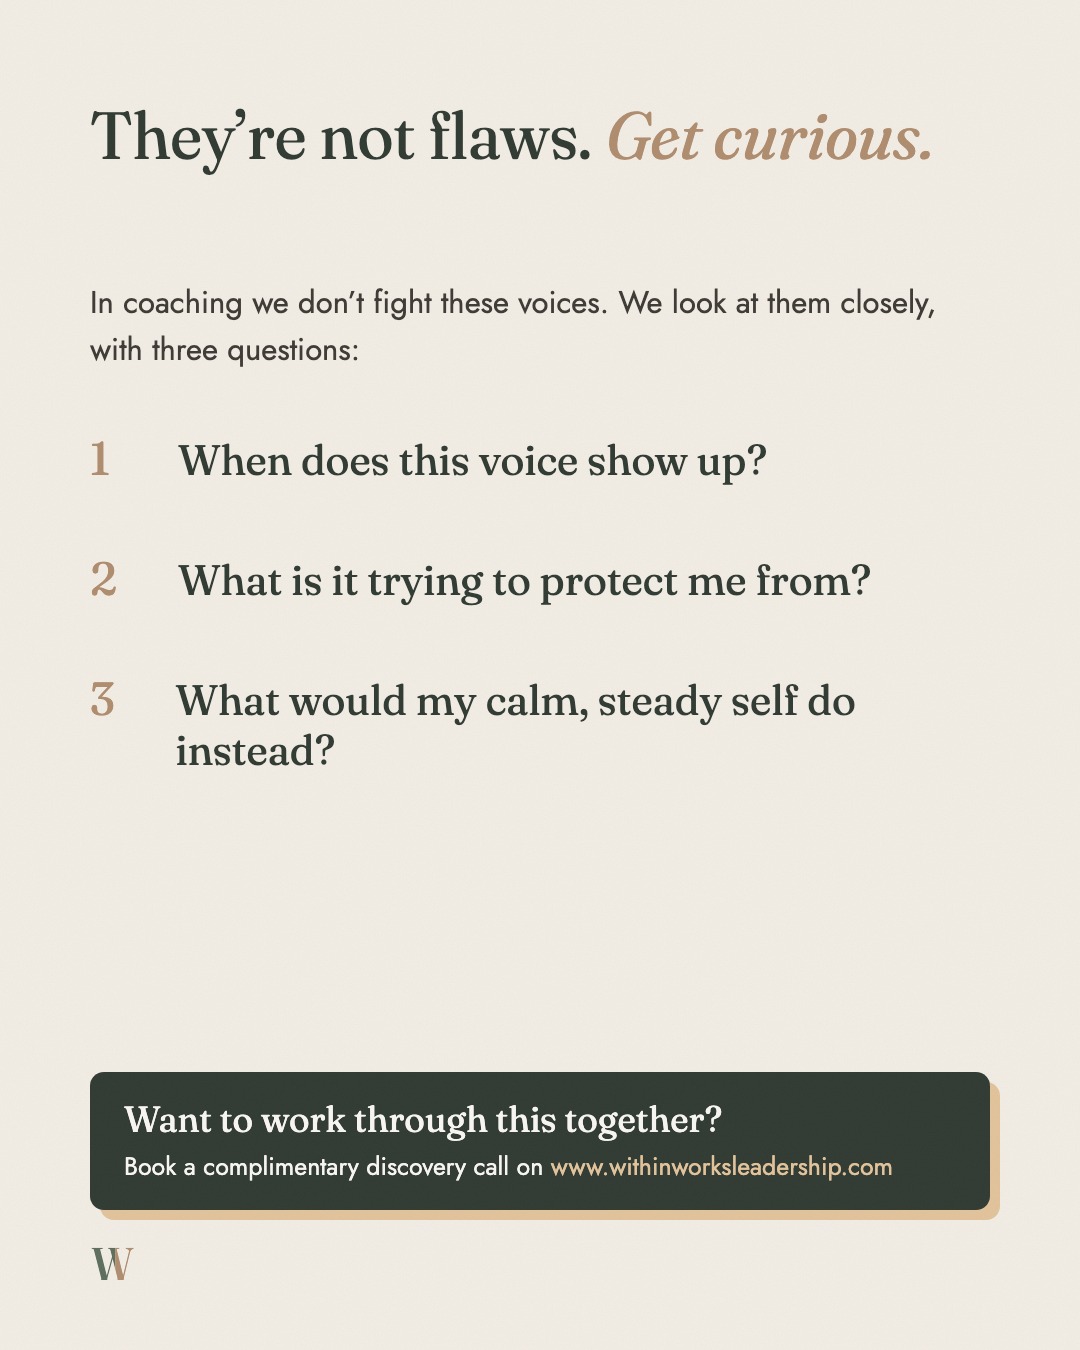 They’re not flaws. Get curious.
In coaching we don’t fight these voices. We look at them closely,
with three questions:
1 When does this voice show up?
2 What is it trying to protect me from?
3 What would my calm, steady self do
instead?
Want to work through this together?
Book a complimentary discovery call on www.withinworksleadership.com
W